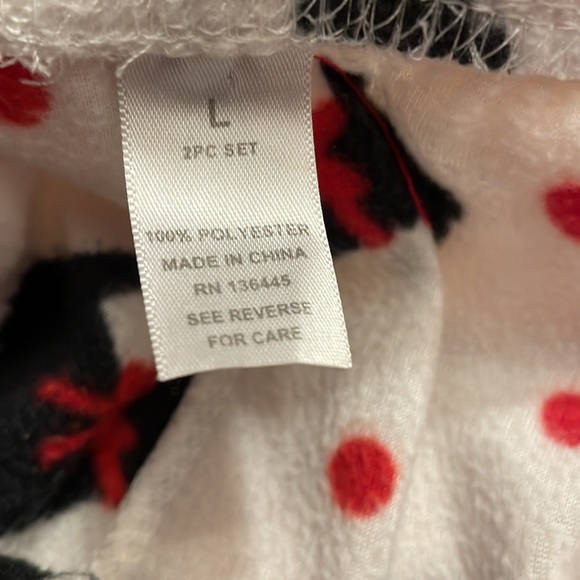 L
2PC SET
100% POLYESTER
MADE IN CHINA
RN 136445
SEE REVERSE
FOR CARE